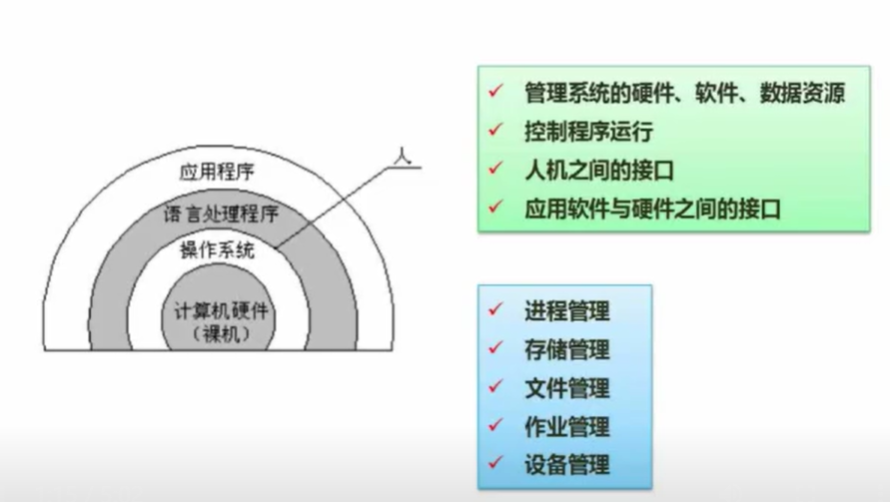 应用程序
语言处理程序
操作系统
计算机硬件
（裸机）
人
管理系统的硬件、软件、数据资源
控制程序运行
人机之间的接口
应用软件与硬件之间的接口
进程管理
存储管理
文件管理
作业管理
设备管理